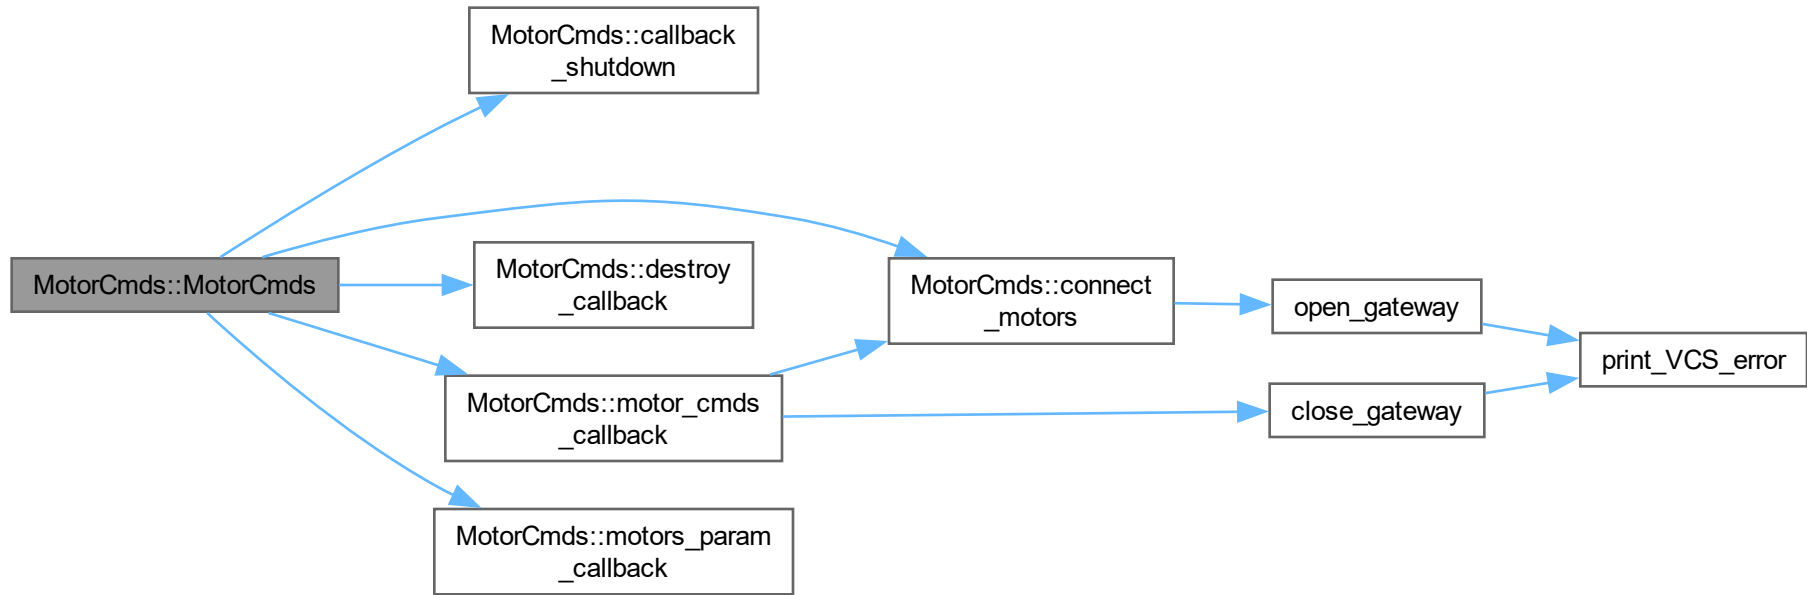 MotorCmds::callback
_shutdown
MotorCmds::MotorCmds
MotorCmds::destroy
_callback
MotorCmds::connect
_motors
open_gateway
print_VCS_error
MotorCmds::motor_cmds
_callback
close_gateway
MotorCmds::motors_param
_callback